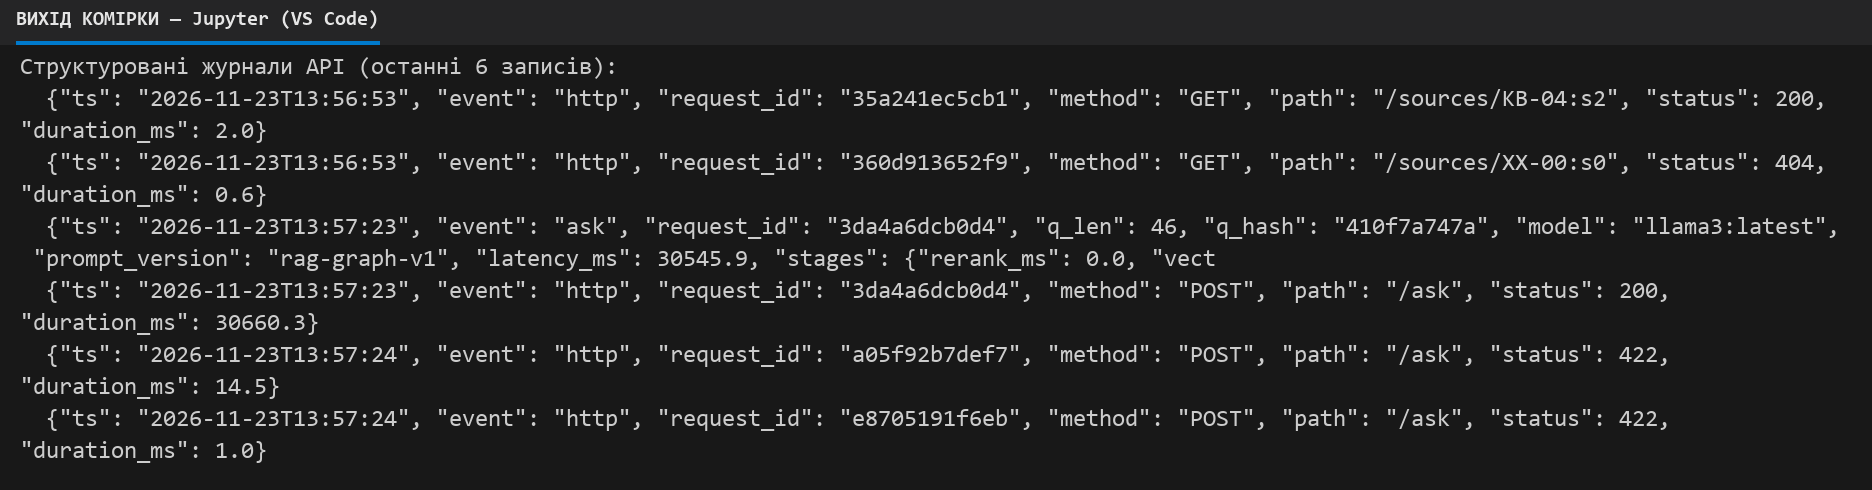 ВИХІД КОМІРКИ — Jupyter (VS Code)
Структуровані журнали API (останні 6 записів):
{"ts": "2026-11-23T13:56:53", "event": "http", "request_id": "35a241ec5cb1", "method": "GET", "path": "/sources/KB-04:s2", "status": 200,
"duration_ms": 2.0}
{"ts": "2026-11-23T13:56:53", "event": "http", "request_id": "360d913652f9", "method": "GET", "path": "/sources/XX-00:s0", "status": 404,
"duration_ms": 0.6}
{"ts": "2026-11-23T13:57:23", "event": "ask", "request_id": "3da4a6dcb0d4", "q_len": 46, "q_hash": "410f7a747a", "model": "llama3:latest",
"prompt_version": "rag-graph-v1", "latency_ms": 30545.9, "stages": {"rerank_ms": 0.0, "vect
{"ts": "2026-11-23T13:57:23", "event": "http", "request_id": "3da4a6dcb0d4", "method": "POST", "path": "/ask", "status": 200,
"duration_ms": 30660.3}
{"ts": "2026-11-23T13:57:24", "event": "http", "request_id": "a05f92b7def7", "method": "POST", "path": "/ask", "status": 422,
"duration_ms": 14.5}
{"ts": "2026-11-23T13:57:24", "event": "http", "request_id": "e8705191f6eb", "method": "POST", "path": "/ask", "status": 422,
"duration_ms": 1.0}